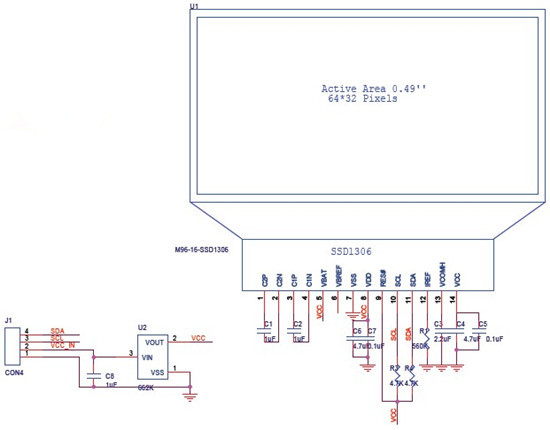 U1
Active Area 0.49''
64*32 Pixels
M96-16-SSD1306
SSD1306
C2P
C2N
C1P
C1N
VBAT
VBREF
VSS
VDD
RES#
SCL
SDA
IREF
VCOMH
VCC
1
2
3
4
5
6
7
8
9
10
11
12
13
14
VCC
VCC
C1
1uF
C2
1uF
C6
4.7uF
C7
0.1uF
SCL
SDA
560K
C3
2.2uF
C4
4.7uF
C5
0.1uF
4.7K
4.7K
VCC
J1
4
SDA
3
SCL
2
VCC_IN
1
CON4
C8
1uF
U2
3
VIN
VOUT
2
VCC
VSS
1
662K